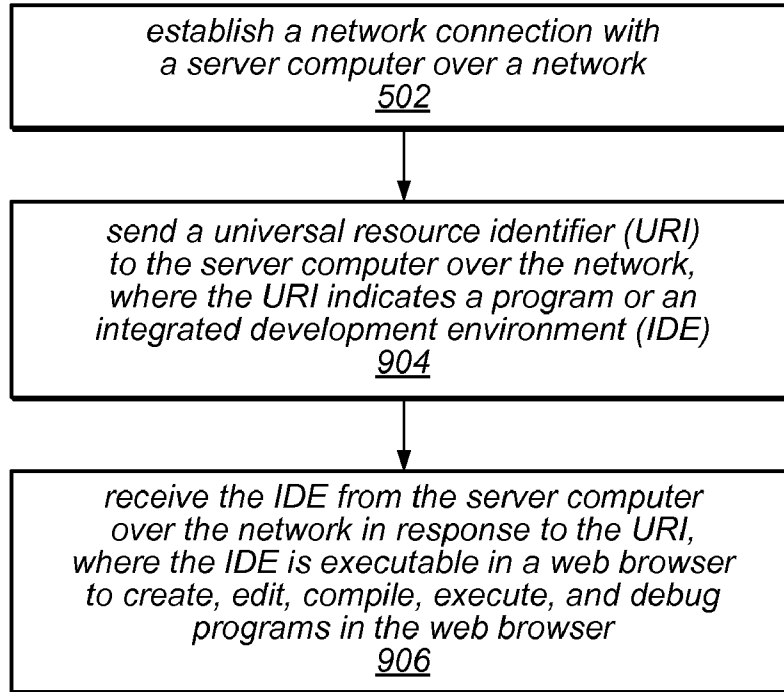 establish a network connection with
a server computer over a network
502
send a universal resource identifier (URI)
to the server computer over the network,
where the URI indicates a program or an
integrated development environment (IDE)
904
receive the IDE from the server computer
over the network in response to the URI,
where the IDE is executable in a web browser
to create, edit, compile, execute, and debug
programs in the web browser
906